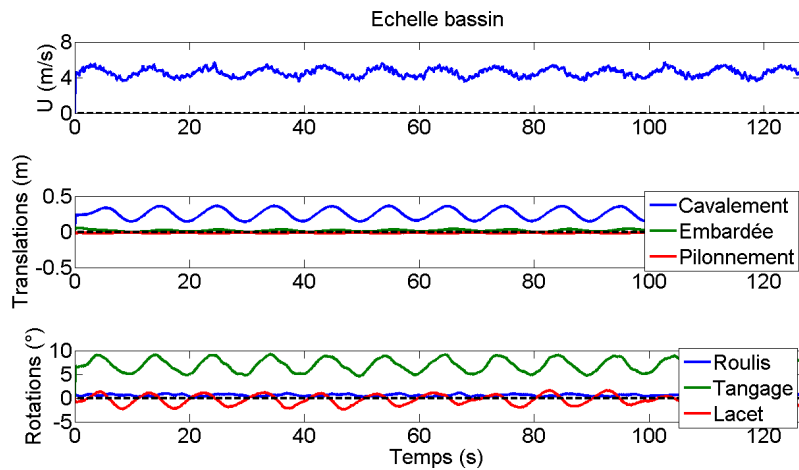 Echelle bassin
U (m/s)
8
4
0
0 20 40 60 80 100 120
Translations (m)
0.5
0
-0.5
Cavalement
Embardée
Pilonnement
0 20 40 60 80 100 120
Rotations (°)
10
5
0
-5
Roulis
Tangage
Lacet
0 20 40 60 80 100 120
Temps (s)